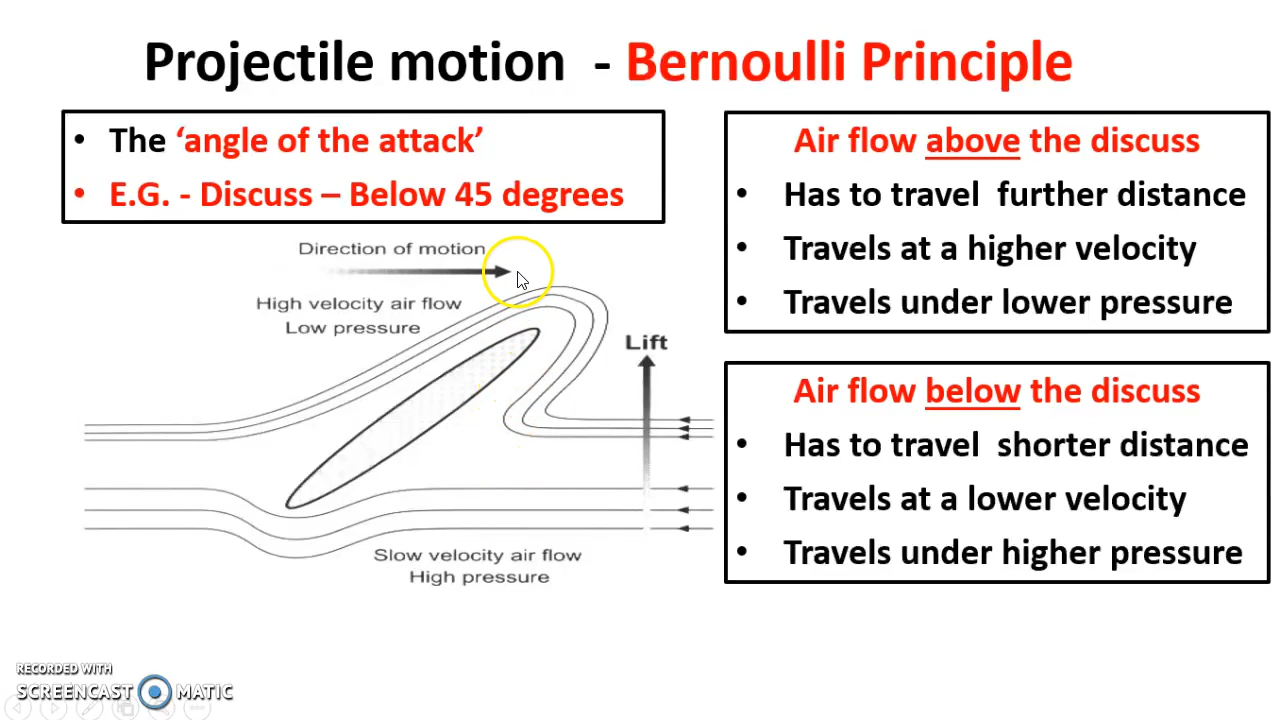 Projectile motion - Bernoulli Principle
• The ‘angle of the attack’
• E.G. - Discuss – Below 45 degrees
Direction of motion
High velocity air flow
Low pressure
Lift
Slow velocity air flow
High pressure
Air flow above the discuss
• Has to travel further distance
• Travels at a higher velocity
• Travels under lower pressure
Air flow below the discuss
• Has to travel shorter distance
• Travels at a lower velocity
• Travels under higher pressure
RECORDED WITH
SCREENCAST MATIC